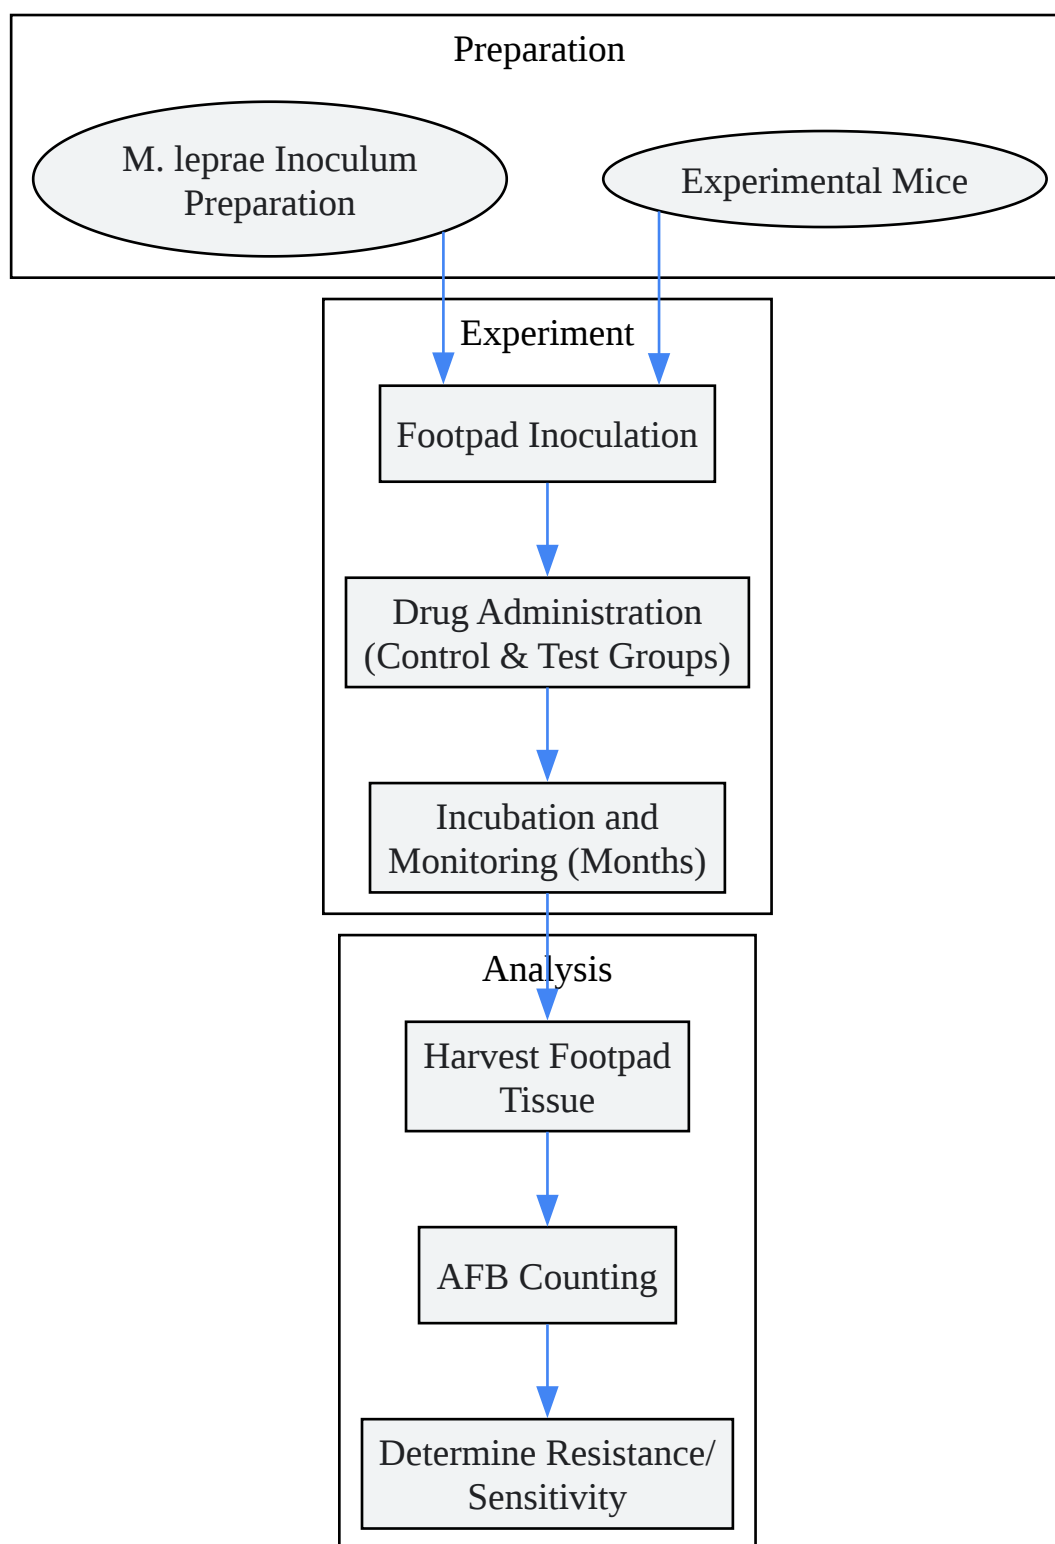 Preparation
M. leprae Inoculum
Preparation
Experimental Mice
Experiment
Footpad Inoculation
Drug Administration
(Control & Test Groups)
Incubation and
Monitoring (Months)
Analysis
Harvest Footpad
Tissue
AFB Counting
Determine Resistance/
Sensitivity